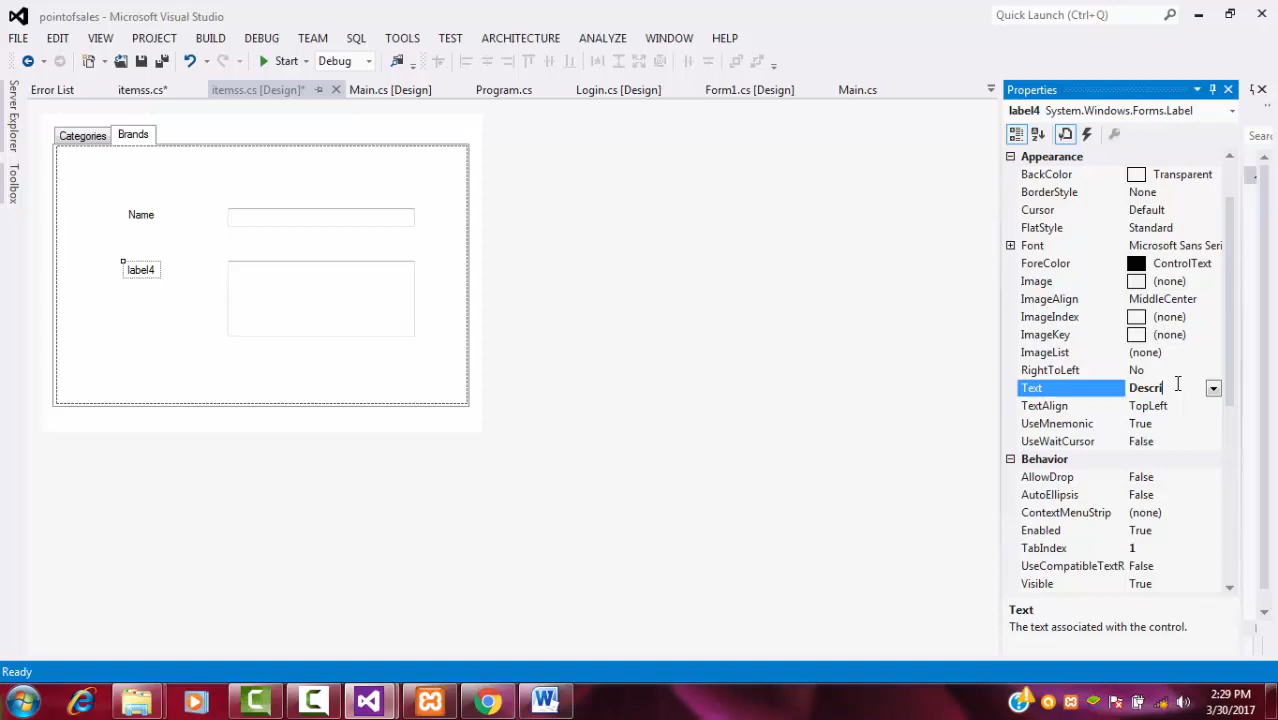 pointofsales - Microsoft Visual Studio
Quick Launch (Ctrl+Q)
FILE EDIT VIEW PROJECT BUILD DEBUG TEAM SQL TOOLS TEST ARCHITECTURE ANALYZE WINDOW HELP
Start Debug
Error List itemss.cs* itemss.cs [Design]* Main.cs [Design] Program.cs Login.cs [Design] Form1.cs [Design] Main.cs
Server Explorer
Toolbox
Categories Brands
Name
label4
Properties
label4 System.Windows.Forms.Label
Sear
Appearance
BackColor Transparent
BorderStyle None
Cursor Default
FlatStyle Standard
Font Microsoft Sans Seri
ForeColor ControlText
Image (none)
ImageAlign MiddleCenter
ImageIndex (none)
ImageKey (none)
ImageList (none)
RightToLeft No
Text Descri
TextAlign TopLeft
UseMnemonic True
UseWaitCursor False
Behavior
AllowDrop False
AutoEllipsis False
ContextMenuStrip (none)
Enabled True
TabIndex 1
UseCompatibleTextR False
Visible True
Text
The text associated with the control.
Ready
2:29 PM
3/30/2017